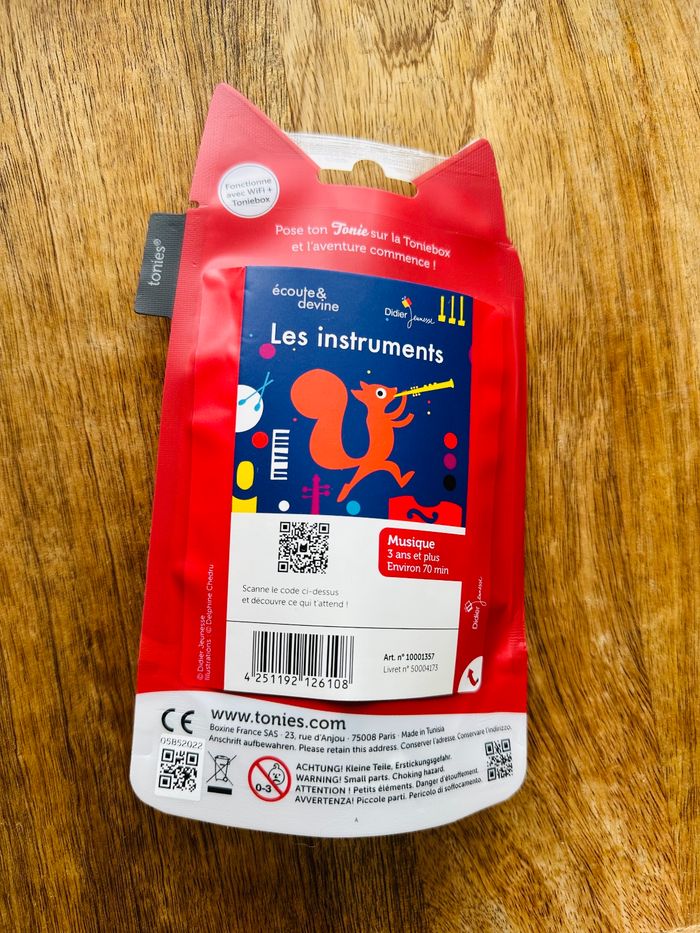 Fonctionne
avec WiFi +
Toniebox
tonies®
Pose ton Tonie sur la Toniebox
et l'aventure commence !
écoute&
devine
Didier Jeunesse
Les instruments
Musique
3 ans et plus
Environ 70 min
Scanne le code ci-dessus
et découvre ce qui t'attend !
© Didier Jeunesse
Illustrations : © Delphine Chedru
Didier Jeunesse
Art. n° 10001357
Livret n° 50004173
4 251192 126108
CE
www.tonies.com
Boxine France SAS · 23, rue d'Anjou · 75008 Paris · Made in Tunisia
Anschrift aufbewahren. Please retain this address. Conserver l'adresse. Conservare l'indirizzo.
05852022
0-3
ACHTUNG! Kleine Teile, Erstickungsgefahr.
WARNING! Small parts. Choking hazard.
ATTENTION ! Petits éléments. Danger d'étouffement.
AVVERTENZA! Piccole parti. Pericolo di soffocamento.
A